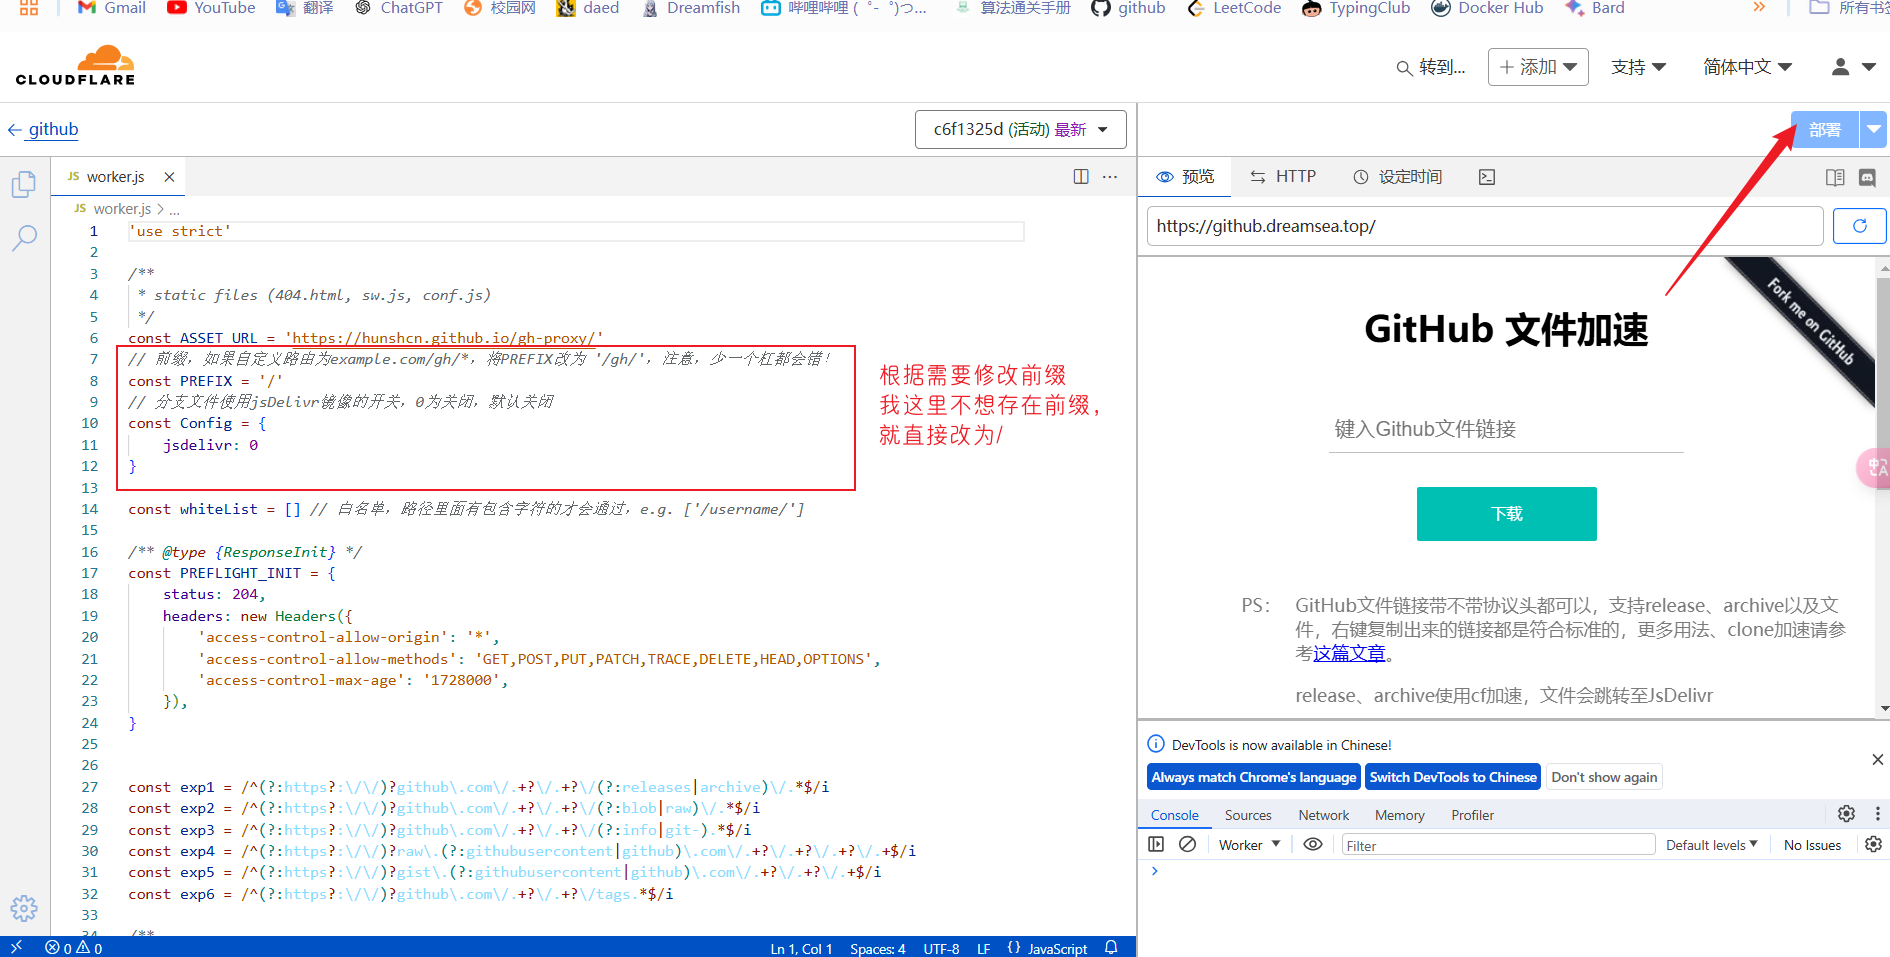 Gmail YouTube 翻译 ChatGPT 校园网 daed Dreamfish 哔哩哔哩 (゜-゜)つ... 算法通关手册 github LeetCode TypingClub Docker Hub Bard » 所有书签
CLOUDFLARE
转到... + 添加 支持 简体中文
← github
c6f1325d (活动) 最新
部署
JS worker.js ×
预览 HTTP 设定时间
JS worker.js > ...
https://github.dreamsea.top/
1 'use strict'
2
3 /**
4 * static files (404.html, sw.js, conf.js)
5 */
6 const ASSET_URL = 'https://hunshcn.github.io/gh-proxy/'
7 // 前缀，如果自定义路由为example.com/gh/*，将PREFIX改为 '/gh/'，注意，少一个杠都会错！
8 const PREFIX = '/'
9 // 分支文件使用jsDelivr镜像的开关，0为关闭，默认关闭
10 const Config = {
11 jsdelivr: 0
12 }
13
14 const whiteList = [] // 白名单，路径里面有包含字符的才会通过，e.g. ['/username/']
15
16 /** @type {ResponseInit} */
17 const PREFLIGHT_INIT = {
18 status: 204,
19 headers: new Headers({
20 'access-control-allow-origin': '*',
21 'access-control-allow-methods': 'GET,POST,PUT,PATCH,TRACE,DELETE,HEAD,OPTIONS',
22 'access-control-max-age': '1728000',
23 }),
24 }
25
26
27 const exp1 = /^(?:https?:\/\/)?github\.com\/.+?\/.+?\/(?:releases|archive)\/.*$/i
28 const exp2 = /^(?:https?:\/\/)?github\.com\/.+?\/.+?\/(?:blob|raw)\/.*$/i
29 const exp3 = /^(?:https?:\/\/)?github\.com\/.+?\/.+?\/(?:info|git-).*$/i
30 const exp4 = /^(?:https?:\/\/)?raw\.(?:githubusercontent|github)\.com\/.+?\/.+?\/.+?\/.+$/i
31 const exp5 = /^(?:https?:\/\/)?gist\.(?:githubusercontent|github)\.com\/.+?\/.+?\/.+$/i
32 const exp6 = /^(?:https?:\/\/)?github\.com\/.+?\/.+?\/tags.*$/i
33
34 /**
根据需要修改前缀
我这里不想存在前缀，
就直接改为/
Fork me on GitHub
GitHub 文件加速
键入Github文件链接
下载
PS： GitHub文件链接带不带协议头都可以，支持release、archive以及文
件，右键复制出来的链接都是符合标准的，更多用法、clone加速请参
考这篇文章。
release、archive使用cf加速，文件会跳转至JsDelivr
DevTools is now available in Chinese!
Always match Chrome's language Switch DevTools to Chinese Don't show again
Console Sources Network Memory Profiler
Worker Filter Default levels No Issues
>
0 0 Ln 1, Col 1 Spaces: 4 UTF-8 LF {} JavaScript